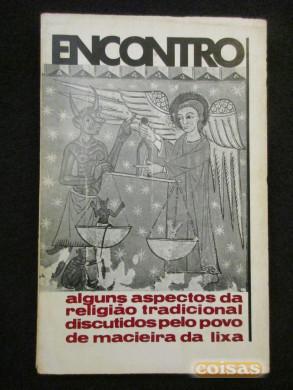 ENCONTRO
alguns aspectos da
religião tradicional
discutidos pelo povo
de macieira da lixa
coisas